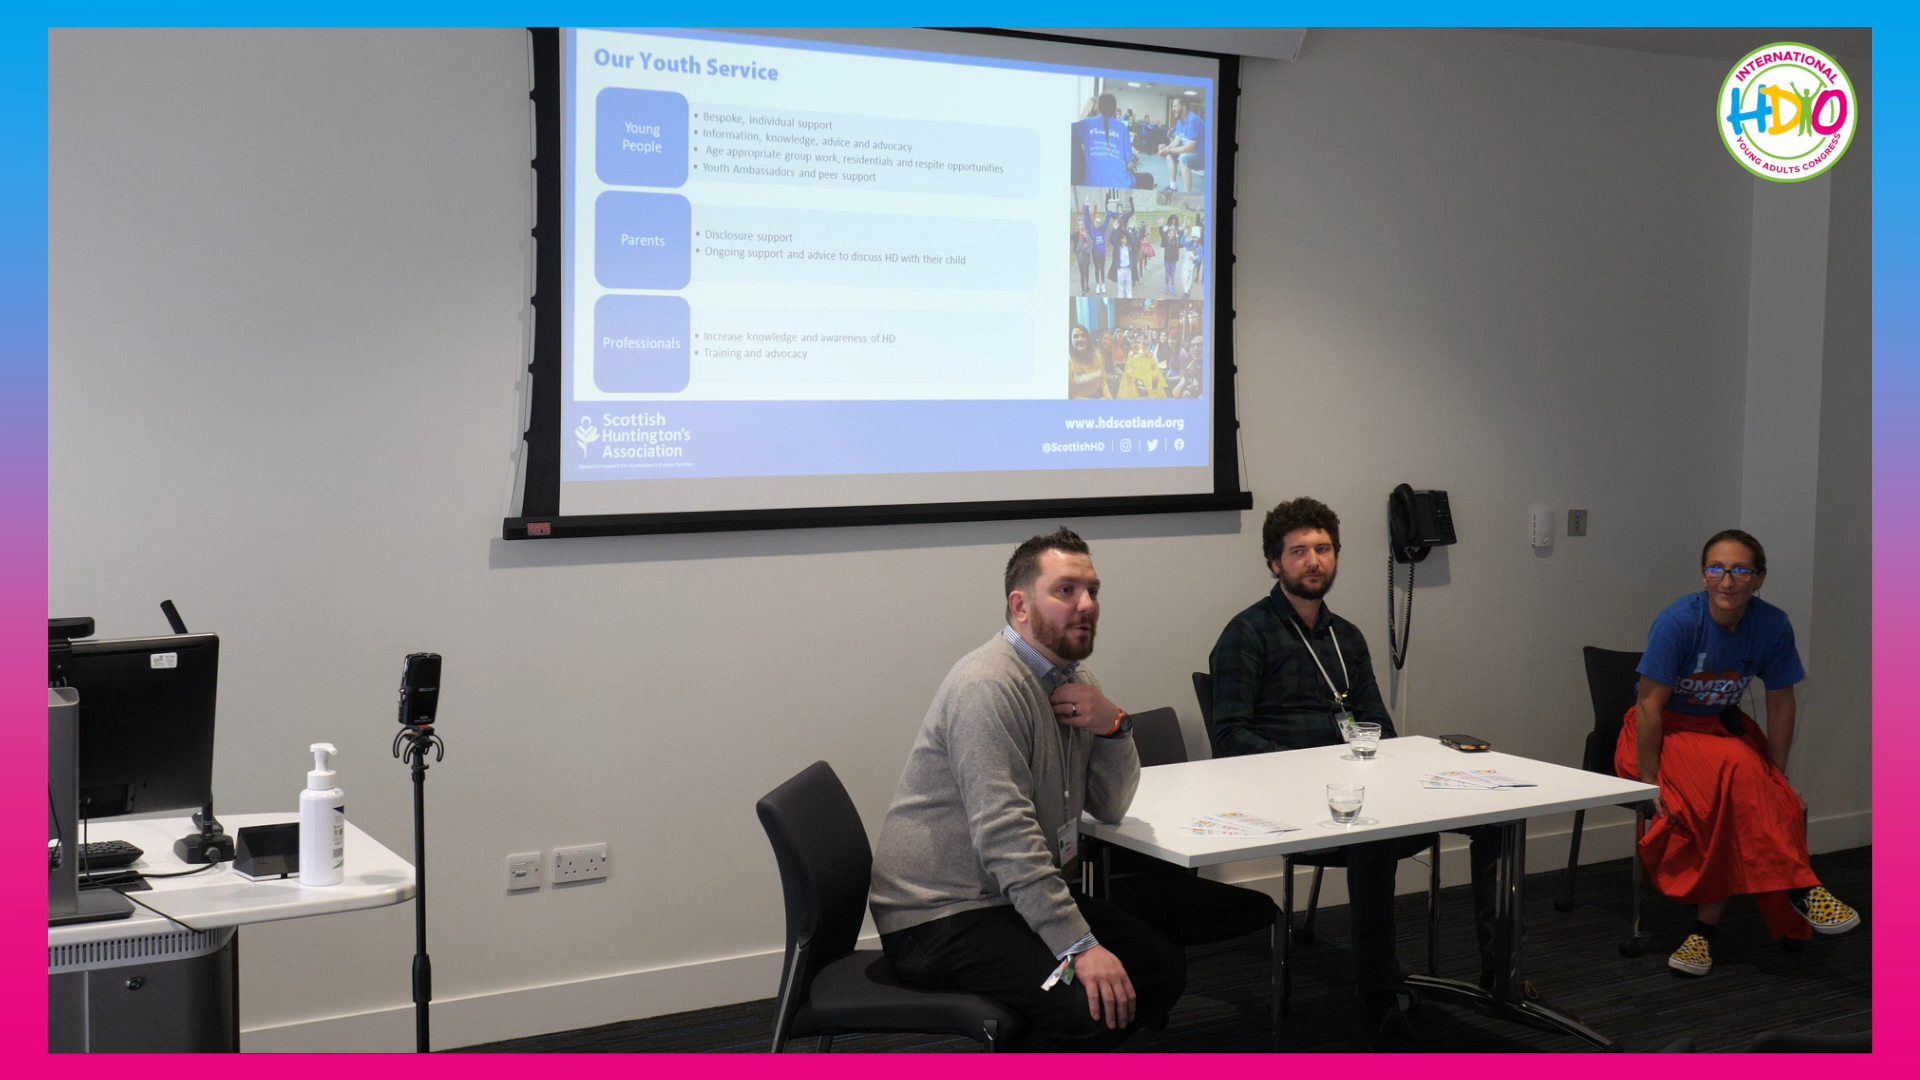 Our Youth Service
Young
People
• Bespoke, individual support
• Information, knowledge, advice and advocacy
• Age appropriate group work, residentials and respite opportunities
• Youth Ambassadors and peer support
Parents
• Disclosure support
• Ongoing support and advice to discuss HD with their child
Professionals
• Increase knowledge and awareness of HD
• Training and advocacy
Scottish
Huntington's
Association
www.hdscotland.org
@ScottishHD
INTERNATIONAL
HDYO
YOUNG ADULTS CONGRESS
I
SOMEONE